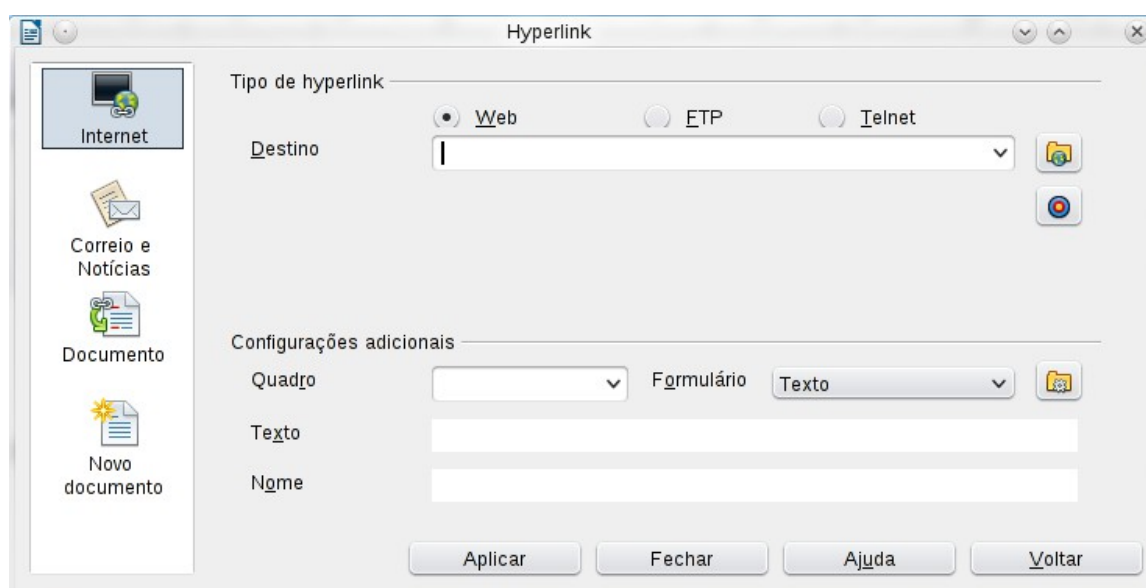 Hyperlink
Internet
Correio e
Notícias
Documento
Novo
documento
Tipo de hyperlink
Web FTP Telnet
Destino
Configurações adicionais
Quadro Formulário Texto
Texto
Nome
Aplicar Fechar Ajuda Voltar